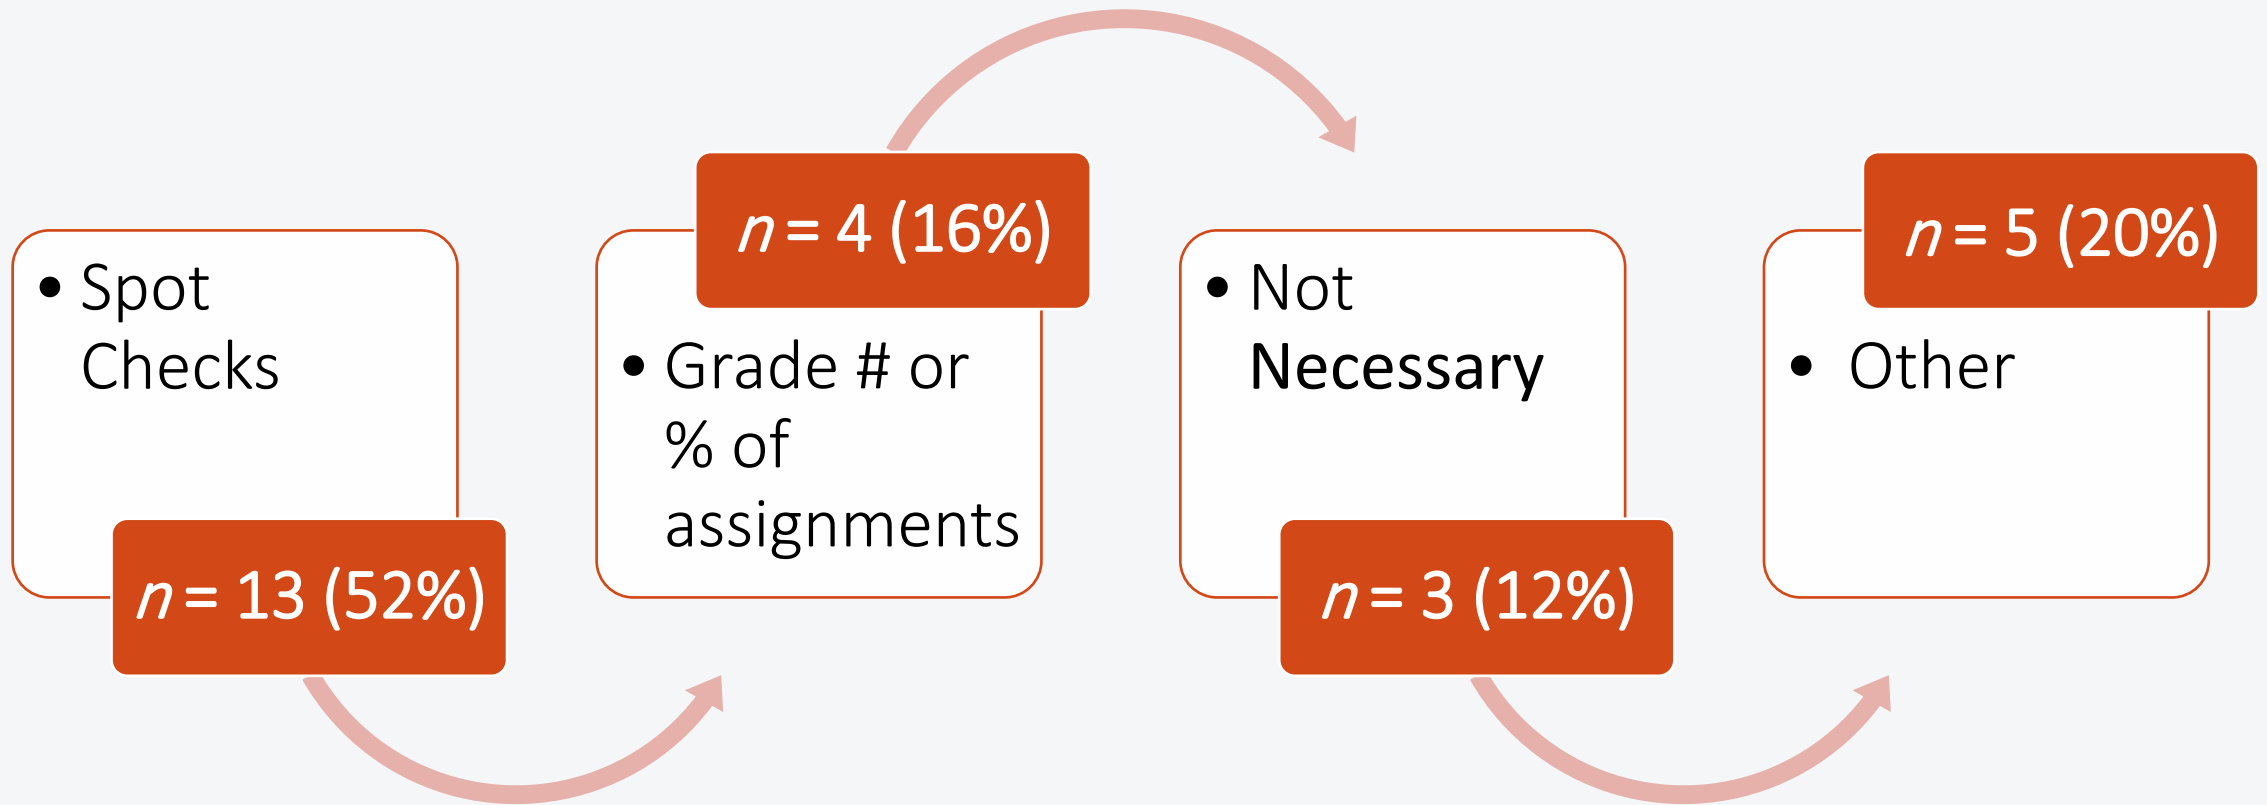 • Spot
Checks
n = 13 (52%)
n = 4 (16%)
• Grade # or
% of
assignments
• Not
Necessary
n = 3 (12%)
n = 5 (20%)
• Other